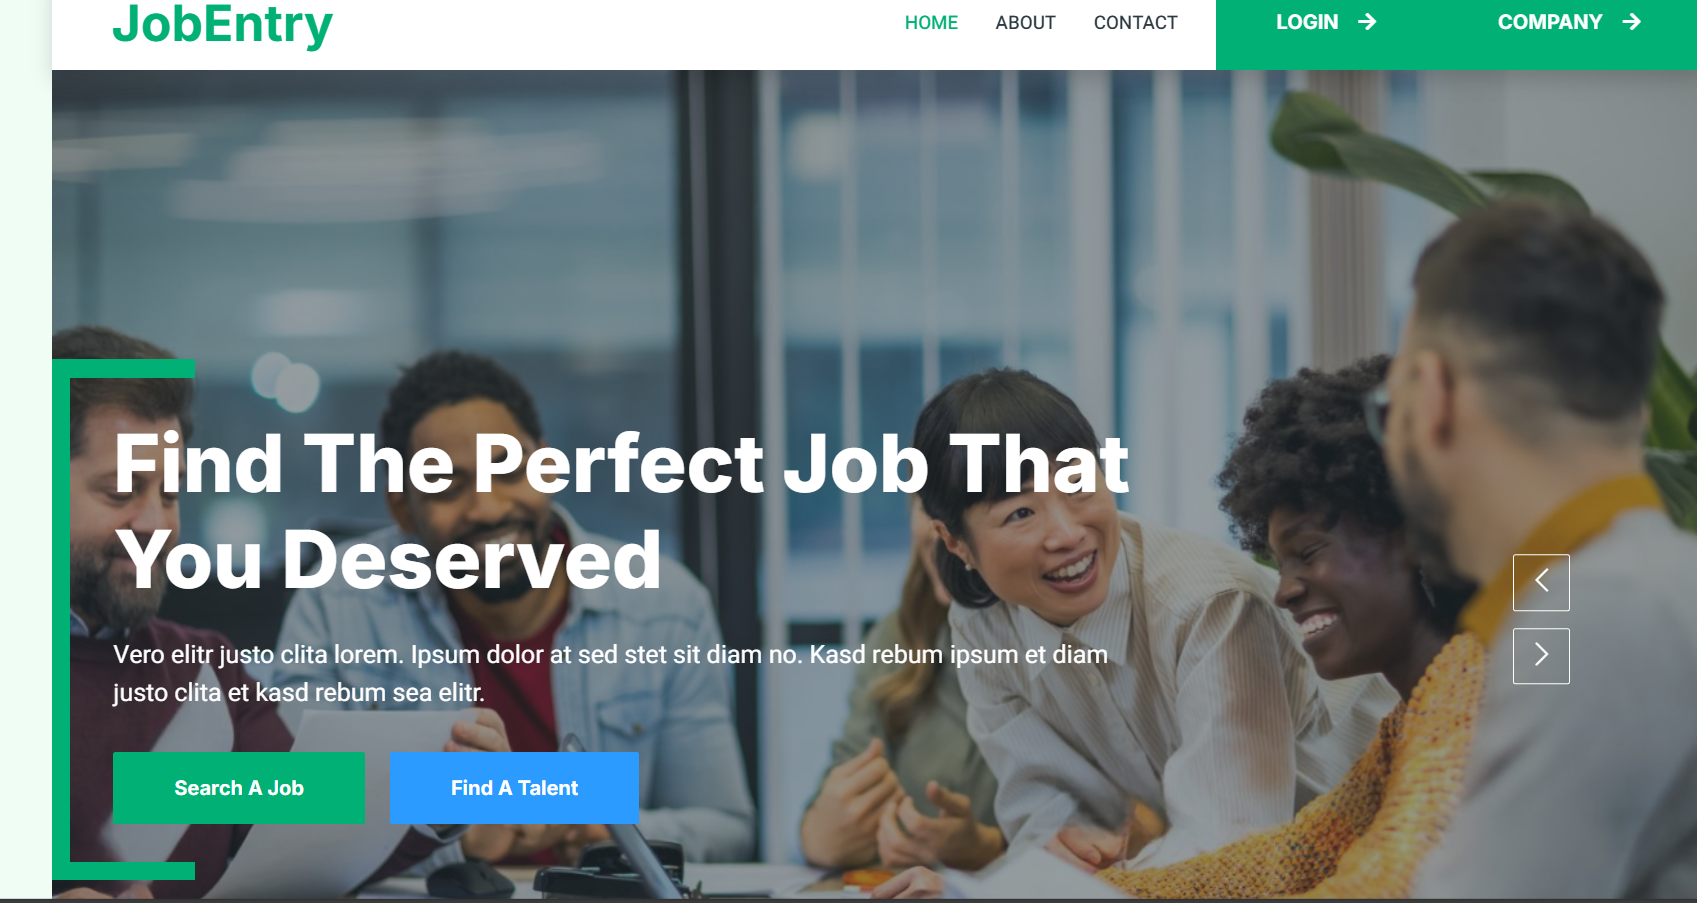 JobEntry
HOME ABOUT CONTACT LOGIN COMPANY
Find The Perfect Job That
You Deserved
Vero elitr justo clita lorem. Ipsum dolor at sed stet sit diam no. Kasd rebum ipsum et diam
justo clita et kasd rebum sea elitr.
Search A Job Find A Talent